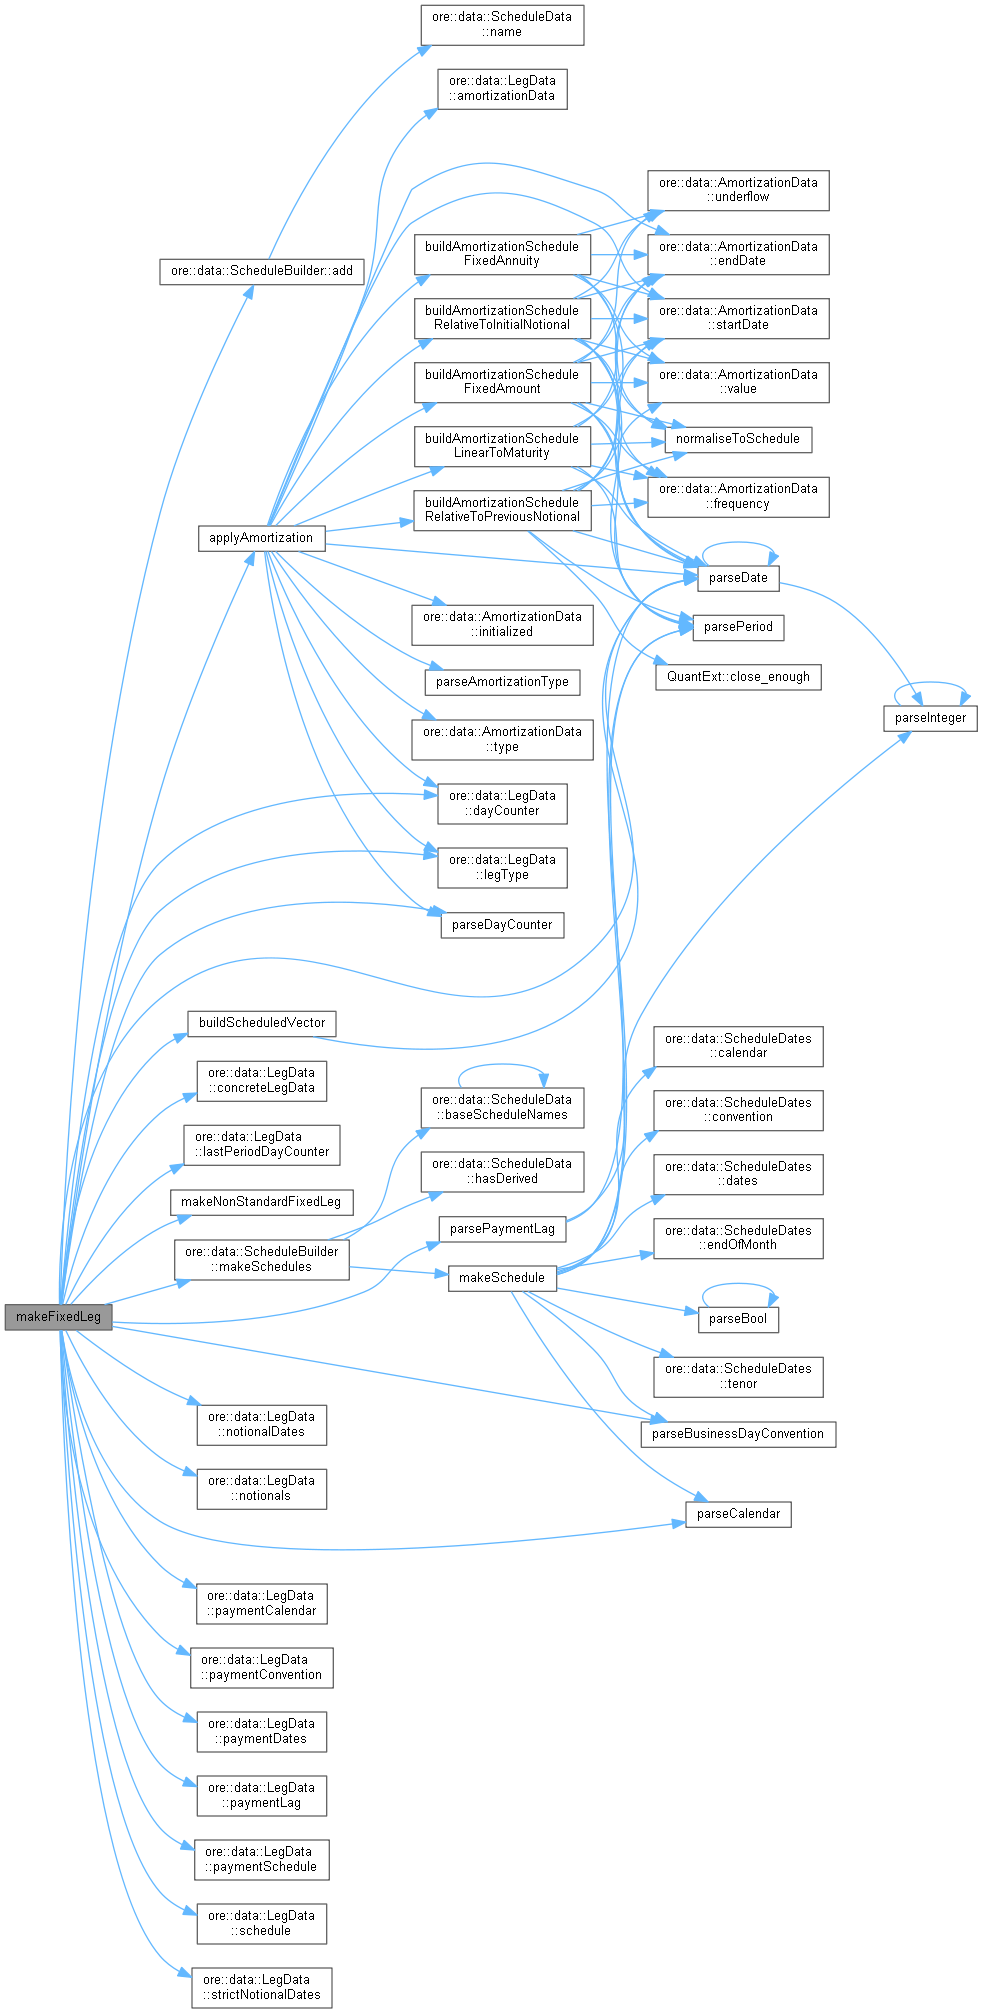 ore::data::ScheduleData
::name
ore::data::LegData
::amortizationData
ore::data::AmortizationData
::underflow
buildAmortizationSchedule
FixedAnnuity
ore::data::AmortizationData
::endDate
ore::data::ScheduleBuilder::add
buildAmortizationSchedule
RelativeToInitialNotional
ore::data::AmortizationData
::startDate
buildAmortizationSchedule
FixedAmount
ore::data::AmortizationData
::value
buildAmortizationSchedule
LinearToMaturity
normaliseToSchedule
buildAmortizationSchedule
RelativeToPreviousNotional
ore::data::AmortizationData
::frequency
applyAmortization
parseDate
ore::data::AmortizationData
::initialized
parsePeriod
parseAmortizationType
QuantExt::close_enough
ore::data::AmortizationData
::type
parseInteger
ore::data::LegData
::dayCounter
ore::data::LegData
::legType
parseDayCounter
buildScheduledVector
ore::data::ScheduleDates
::calendar
ore::data::LegData
::concreteLegData
ore::data::ScheduleData
::baseScheduleNames
ore::data::ScheduleDates
::convention
ore::data::LegData
::lastPeriodDayCounter
ore::data::ScheduleData
::hasDerived
ore::data::ScheduleDates
::dates
makeNonStandardFixedLeg
parsePaymentLag
ore::data::ScheduleDates
::endOfMonth
ore::data::ScheduleBuilder
::makeSchedules
makeSchedule
makeFixedLeg
parseBool
ore::data::ScheduleDates
::tenor
ore::data::LegData
::notionalDates
parseBusinessDayConvention
ore::data::LegData
::notionals
parseCalendar
ore::data::LegData
::paymentCalendar
ore::data::LegData
::paymentConvention
ore::data::LegData
::paymentDates
ore::data::LegData
::paymentLag
ore::data::LegData
::paymentSchedule
ore::data::LegData
::schedule
ore::data::LegData
::strictNotionalDates